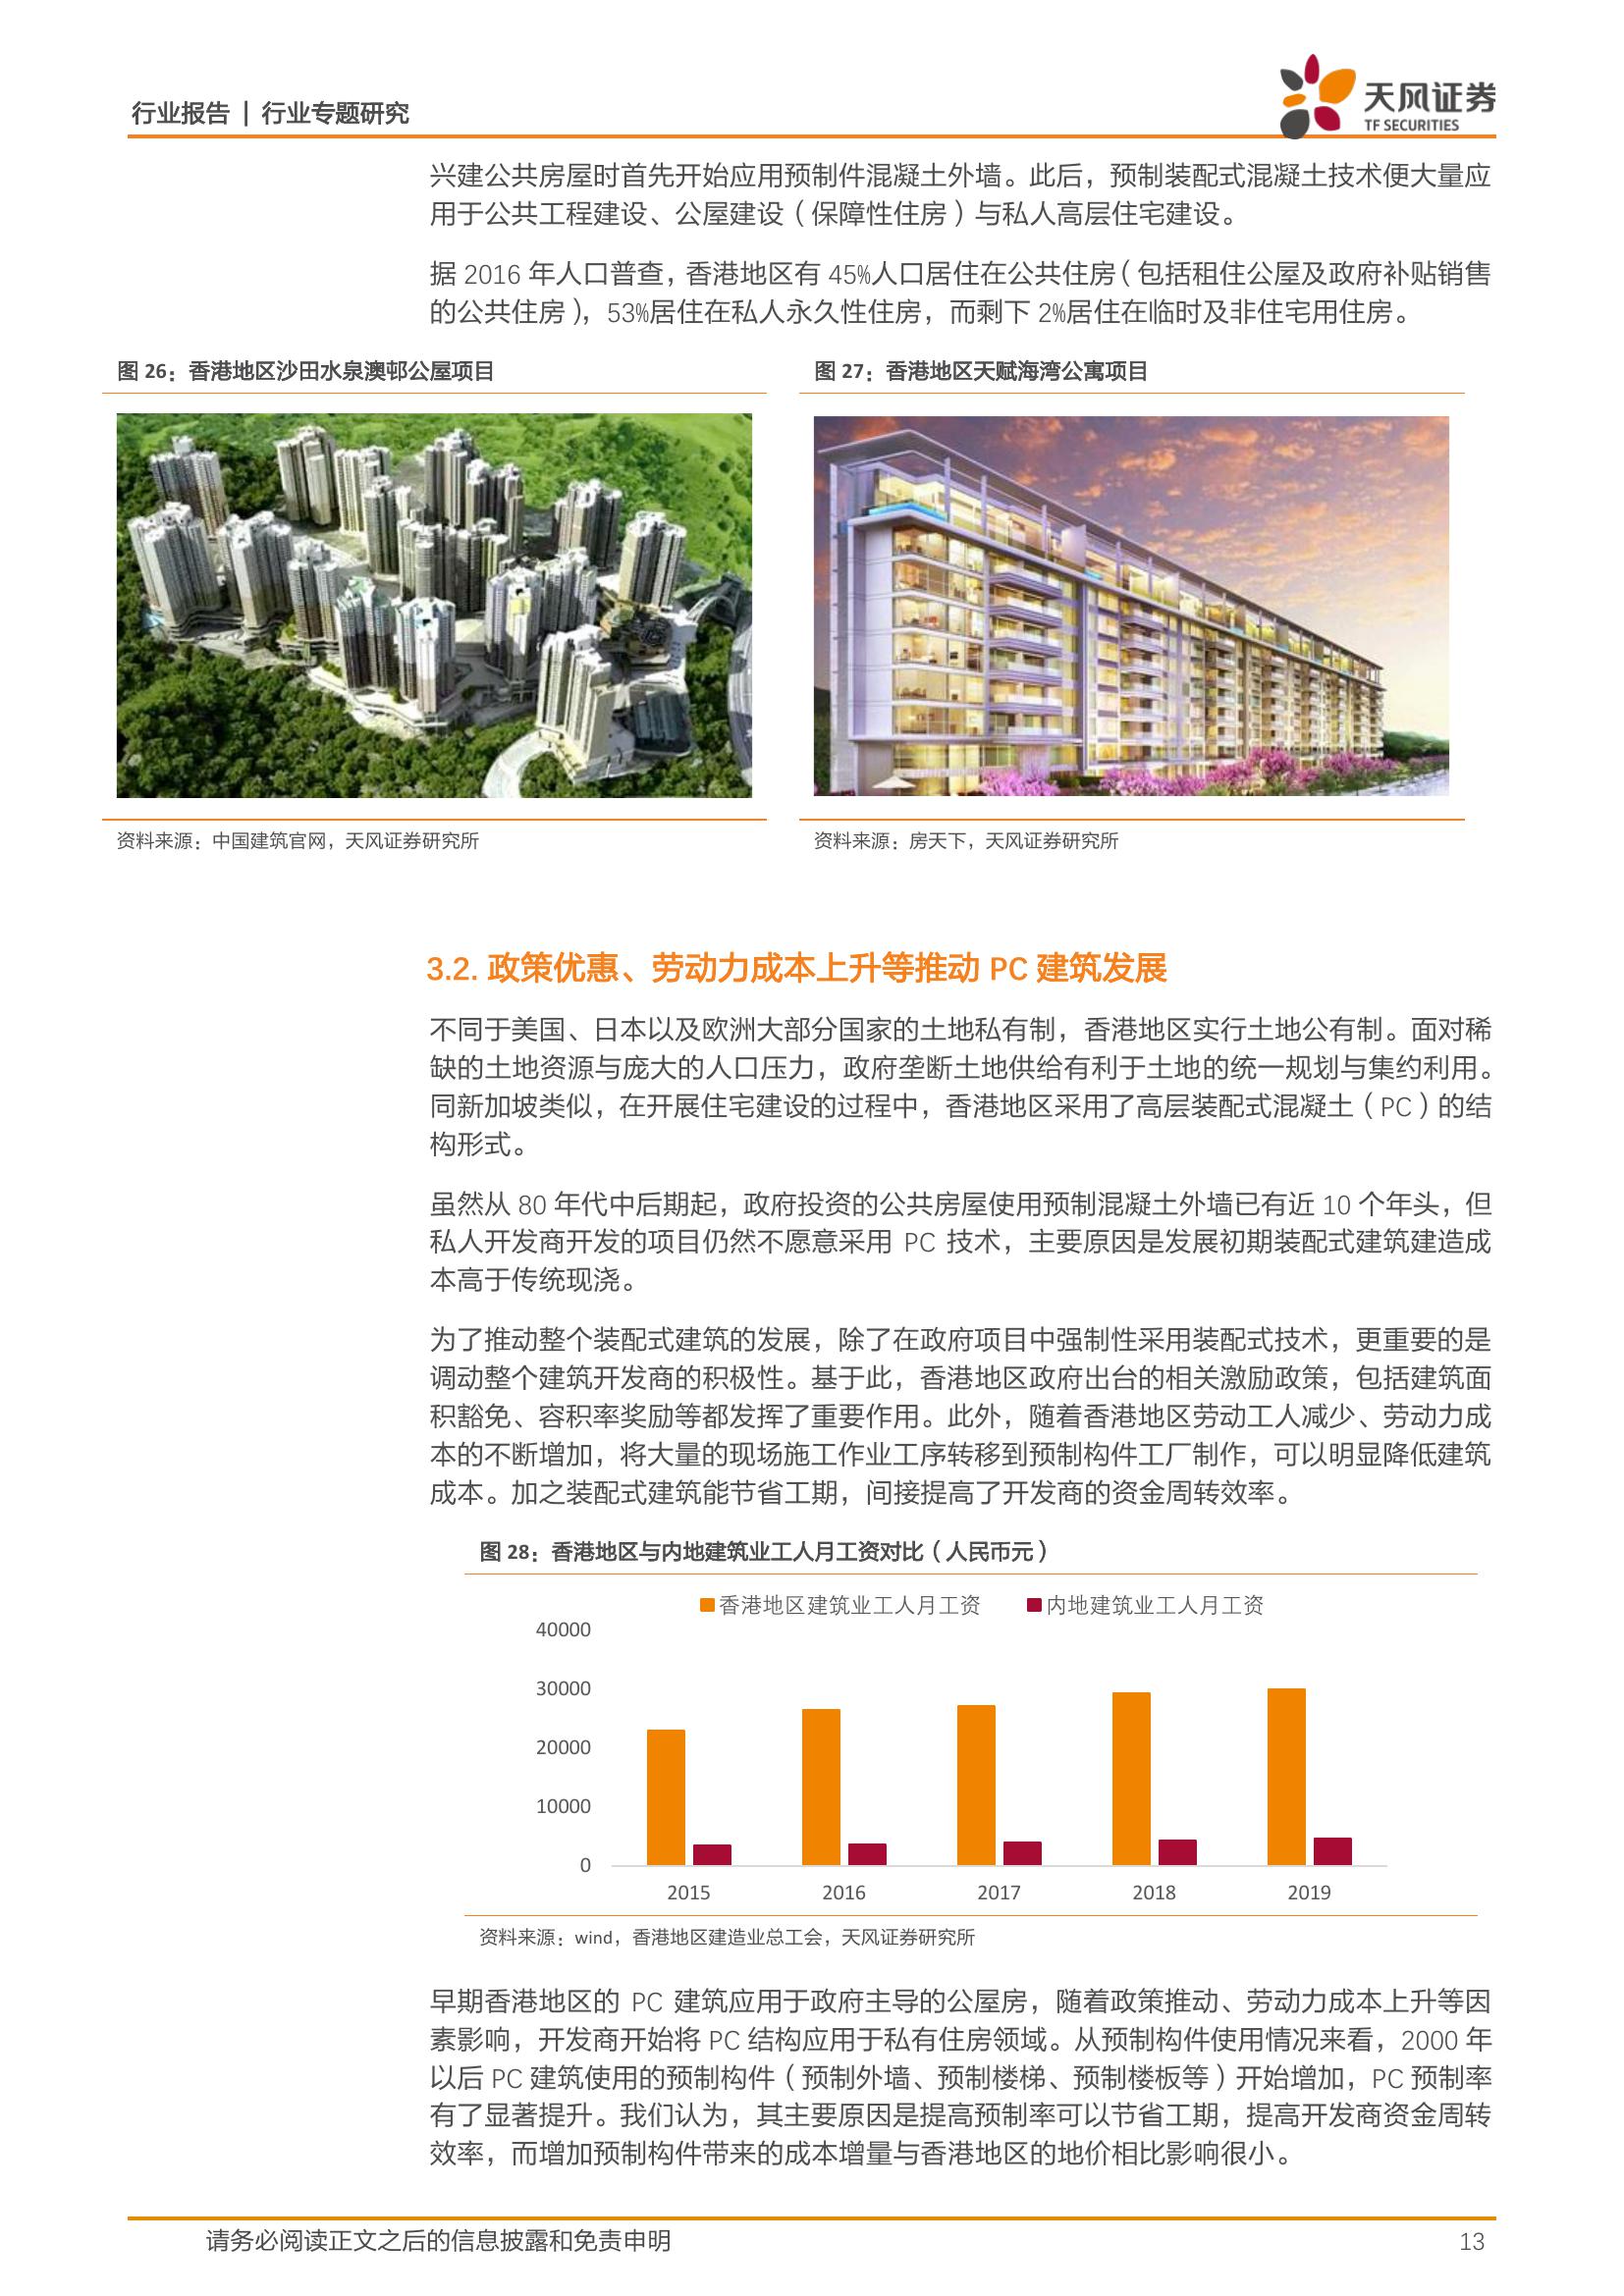 行业报告 | 行业专题研究
天风证券
TF SECURITIES
兴建公共房屋时首先开始应用预制件混凝土外墙。此后，预制装配式混凝土技术便大量应
用于公共工程建设、公屋建设（保障性住房）与私人高层住宅建设。
据 2016 年人口普查，香港地区有 45%人口居住在公共住房（包括租住公屋及政府补贴销售
的公共住房），53%居住在私人永久性住房，而剩下 2%居住在临时及非住宅用住房。
图 26：香港地区沙田水泉澳邨公屋项目
图 27：香港地区天赋海湾公寓项目
资料来源：中国建筑官网，天风证券研究所
资料来源：房天下，天风证券研究所
3.2. 政策优惠、劳动力成本上升等推动 PC 建筑发展
不同于美国、日本以及欧洲大部分国家的土地私有制，香港地区实行土地公有制。面对稀
缺的土地资源与庞大的人口压力，政府垄断土地供给有利于土地的统一规划与集约利用。
同新加坡类似，在开展住宅建设的过程中，香港地区采用了高层装配式混凝土（PC）的结
构形式。
虽然从 80 年代中后期起，政府投资的公共房屋使用预制混凝土外墙已有近 10 个年头，但
私人开发商开发的项目仍然不愿意采用 PC 技术，主要原因是发展初期装配式建筑建造成
本高于传统现浇。
为了推动整个装配式建筑的发展，除了在政府项目中强制性采用装配式技术，更重要的是
调动整个建筑开发商的积极性。基于此，香港地区政府出台的相关激励政策，包括建筑面
积豁免、容积率奖励等都发挥了重要作用。此外，随着香港地区劳动工人减少、劳动力成
本的不断增加，将大量的现场施工作业工序转移到预制构件工厂制作，可以明显降低建筑
成本。加之装配式建筑能节省工期，间接提高了开发商的资金周转效率。
图 28：香港地区与内地建筑业工人月工资对比（人民币元）
香港地区建筑业工人月工资 内地建筑业工人月工资
40000
30000
20000
10000
0
2015 2016 2017 2018 2019
资料来源：wind，香港地区建造业总工会，天风证券研究所
早期香港地区的 PC 建筑应用于政府主导的公屋房，随着政策推动、劳动力成本上升等因
素影响，开发商开始将 PC 结构应用于私有住房领域。从预制构件使用情况来看，2000 年
以后 PC 建筑使用的预制构件（预制外墙、预制楼梯、预制楼板等）开始增加，PC 预制率
有了显著提升。我们认为，其主要原因是提高预制率可以节省工期，提高开发商资金周转
效率，而增加预制构件带来的成本增量与香港地区的地价相比影响很小。
请务必阅读正文之后的信息披露和免责申明
13